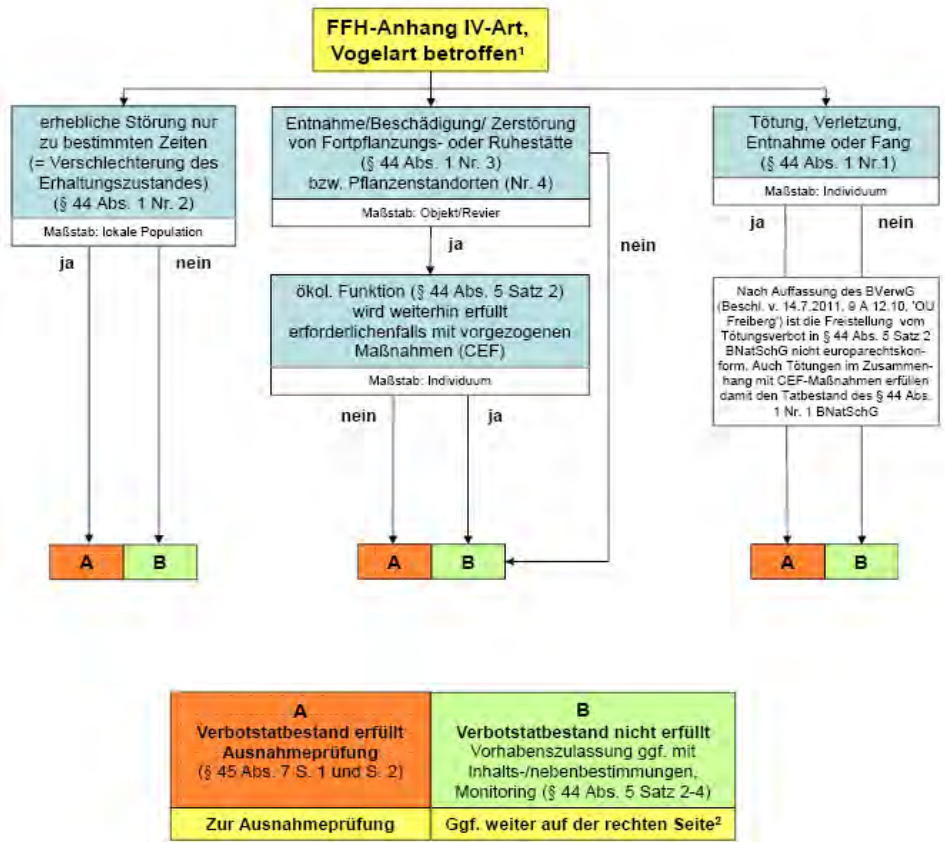 FFH-Anhang IV-Art,
Vogelart betroffen¹
erhebliche Störung nur
zu bestimmten Zeiten
(= Verschlechterung des
Erhaltungszustandes)
(§ 44 Abs. 1 Nr. 2)
Maßstab: lokale Population
ja
nein
Entnahme/Beschädigung/ Zerstörung
von Fortpflanzungs- oder Ruhestätte
(§ 44 Abs. 1 Nr. 3)
bzw. Pflanzenstandorten (Nr. 4)
Maßstab: Objekt/Revier
ja
nein
ökol. Funktion (§ 44 Abs. 5 Satz 2)
wird weiterhin erfüllt
erforderlichenfalls mit vorgezogenen
Maßnahmen (CEF)
Maßstab: Individuum
nein
ja
Tötung, Verletzung,
Entnahme oder Fang
(§ 44 Abs. 1 Nr.1)
Maßstab: Individuum
ja
nein
Nach Auffassung des BVerwG
(Beschl. v. 14.7.2011, 9 A 12.10, 'OU
Freiberg') ist die Freistellung vom
Tötungsverbot in § 44 Abs. 5 Satz 2
BNatSchG nicht europarechtskon-
form. Auch Tötungen im Zusammen-
hang mit CEF-Maßnahmen erfüllen
damit den Tatbestand des § 44 Abs.
1 Nr. 1 BNatSchG
A
B
A
B
A
B
A
Verbotstatbestand erfüllt
Ausnahmeprüfung
(§ 45 Abs. 7 S. 1 und S. 2)
Zur Ausnahmeprüfung
B
Verbotstatbestand nicht erfüllt
Vorhabenszulassung ggf. mit
Inhalts-/nebenbestimmungen,
Monitoring (§ 44 Abs. 5 Satz 2-4)
Ggf. weiter auf der rechten Seite²